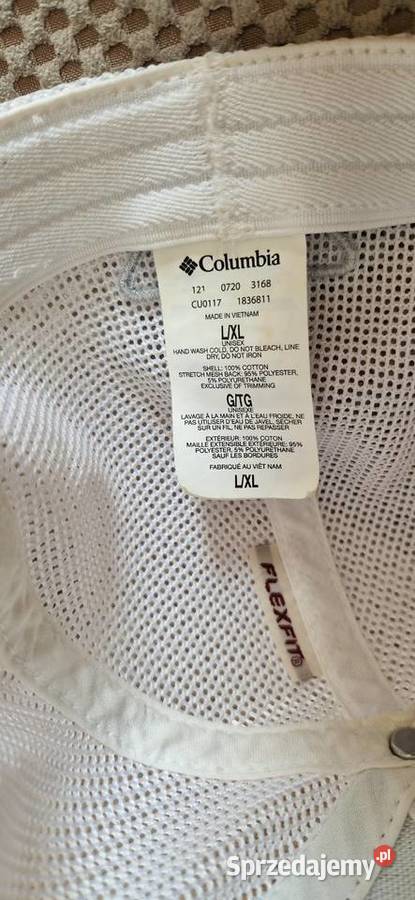 Columbia
121 0720 3168
CU0117 1836811
MADE IN VIETNAM
L/XL
UNISEX
HAND WASH COLD, DO NOT BLEACH, LINE
DRY, DO NOT IRON
SHELL: 100% COTTON
STRETCH MESH BACK: 95% POLYESTER,
5% POLYURETHANE
EXCLUSIVE OF TRIMMING
G/TG
UNISEXE
LAVAGE À LA MAIN ET À L'EAU FROIDE, NE
PAS UTILISER D'EAU DE JAVEL, SÉCHER
SUR UN FIL, NE PAS REPASSER
EXTÉRIEUR: 100% COTON
MAILLE EXTENSIBLE EXTÉRIEURE: 95%
POLYESTER, 5% POLYURÉTHANE
SAUF LES BORDURES
FABRIQUÉ AU VIÊT NAM
L/XL
FLEXFIT®
Sprzedajemy.pl